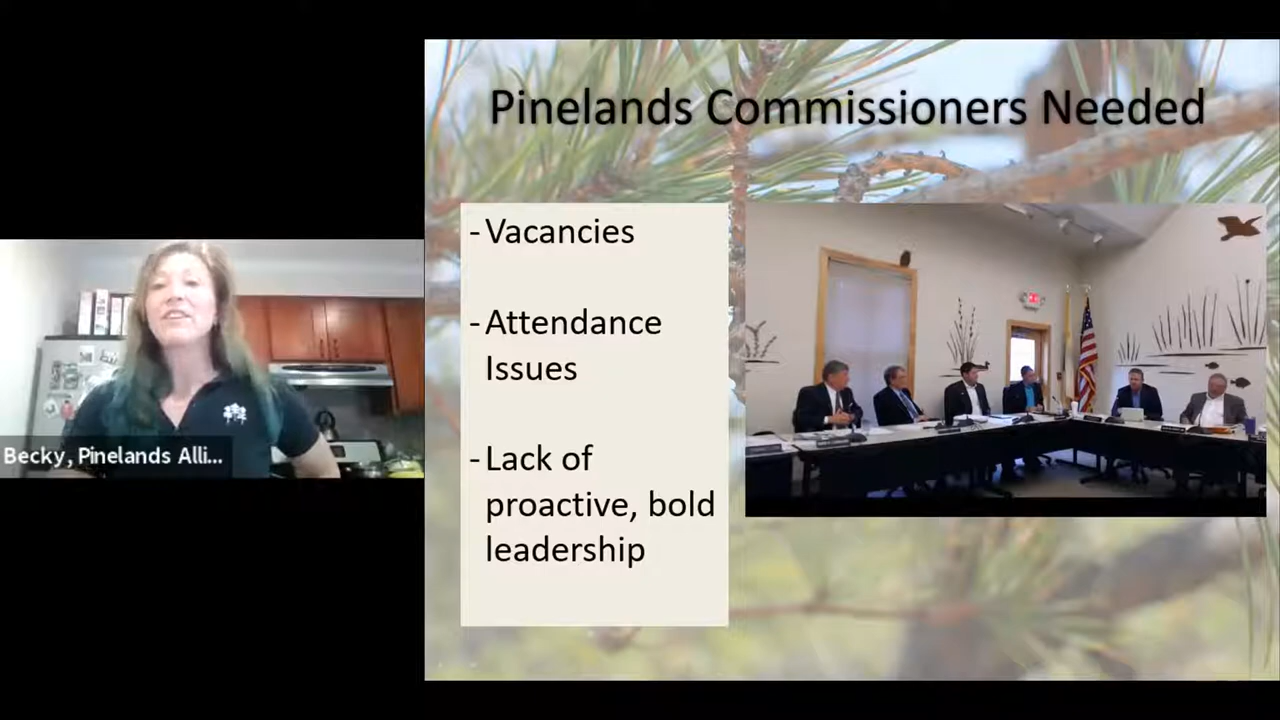 Pinelands Commissioners Needed
- Vacancies
- Attendance
Issues
- Lack of
proactive, bold
leadership
Becky, Pinelands Alli...